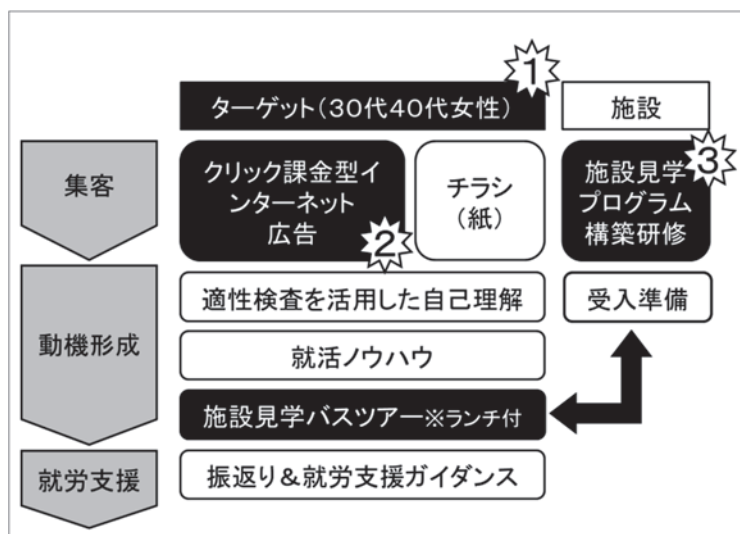 1
ターゲット(30代40代女性)
施設
集客
クリック課金型イ
ンターネット
広告
2
チラシ
(紙)
3
施設見学
プログラム
構築研修
動機形成
適性検査を活用した自己理解
受入準備
就活ノウハウ
施設見学バスツアー※ランチ付
就労支援
振返り&就労支援ガイダンス